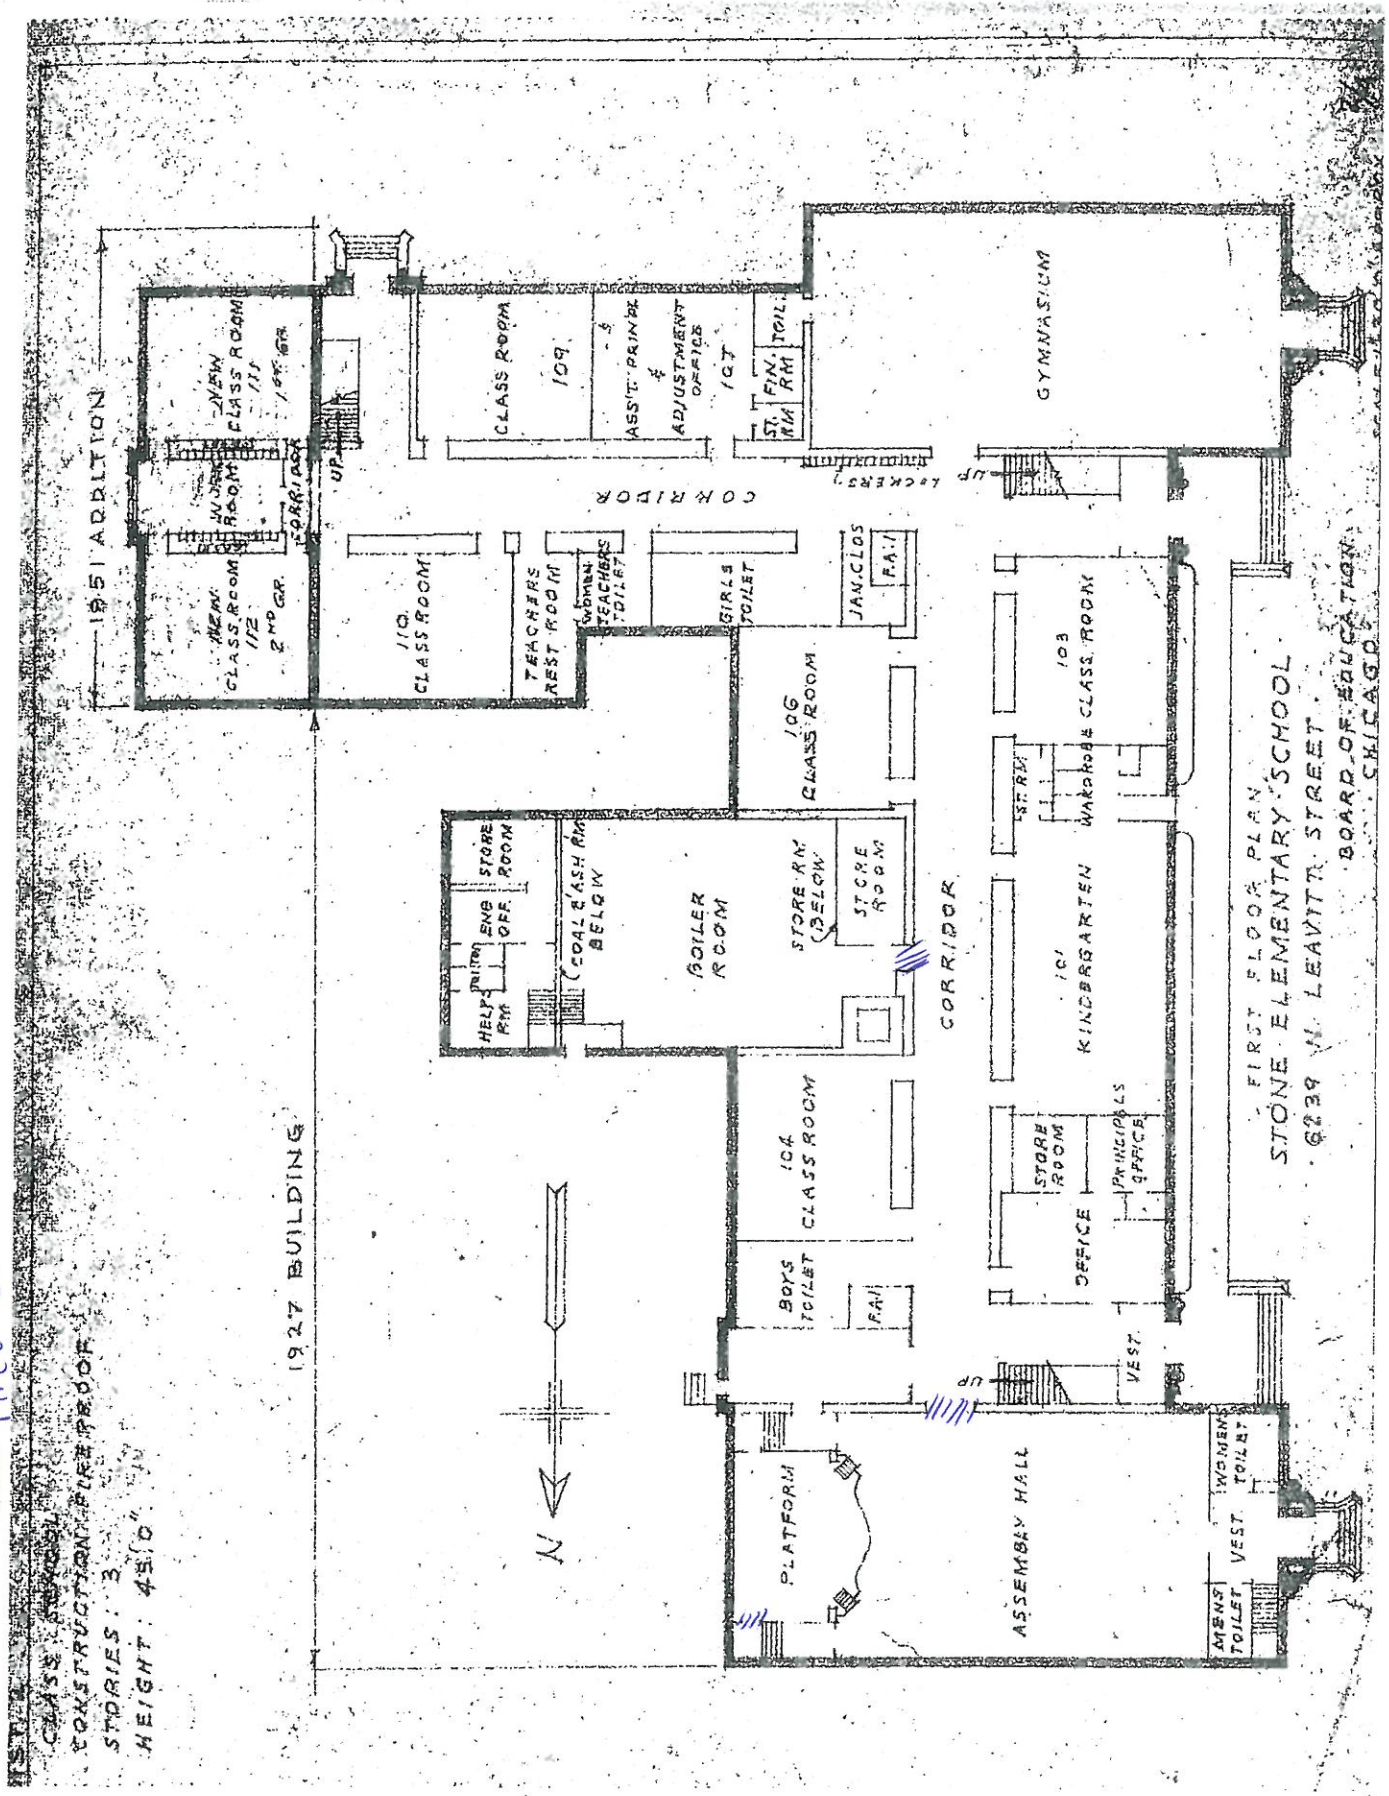 CLASS: SCHOOL
CONSTRUCTION: FIREPROOF
STORIES: 3
HEIGHT: 45'0"
1951 ADDITION
1927 BUILDING
N
NEW
CLASS ROOM
112
2ND GR.
WORK
ROOM
CORRIDOR
NEW
CLASS ROOM
111
1ST GR.
UP
110
CLASS ROOM
TEACHERS
REST ROOM
WOMEN
TEACHERS
TOILET
GIRLS
TOILET
JAN. CLOS
F.A.I
CORRIDOR
CLASS ROOM
109
ASS'T. PRIN'S
&
ADJUSTMENT
OFFICE
107
ST.
RM
FIN.
RM
TOIL.
LOCKERS
UP
GYMNASIUM
HELPS
RM
ENG
OFF.
STORE
ROOM
COAL & ASH RM
BELOW
BOILER
ROOM
STORE RM
BELOW
STORE
ROOM
106
CLASS ROOM
CORRIDOR
104
CLASS ROOM
BOYS
TOILET
F.A.I
103
CLASS ROOM
WARDROBE
ST. RM
101
KINDERGARTEN
STORE
ROOM
PRINCIPALS
OFFICE
OFFICE
VEST.
UP
PLATFORM
ASSEMBLY HALL
MENS
TOILET
VEST.
WOMENS
TOILET
FIRST FLOOR PLAN
STONE ELEMENTARY SCHOOL
6239 N. LEAVITT STREET
BOARD OF EDUCATION
CHICAGO